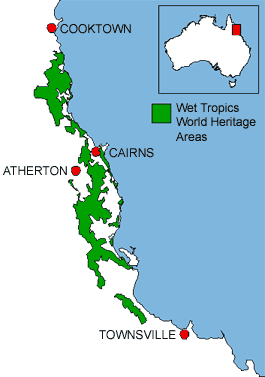 COOKTOWN
Wet Tropics
World Heritage
Areas
CAIRNS
ATHERTON
TOWNSVILLE